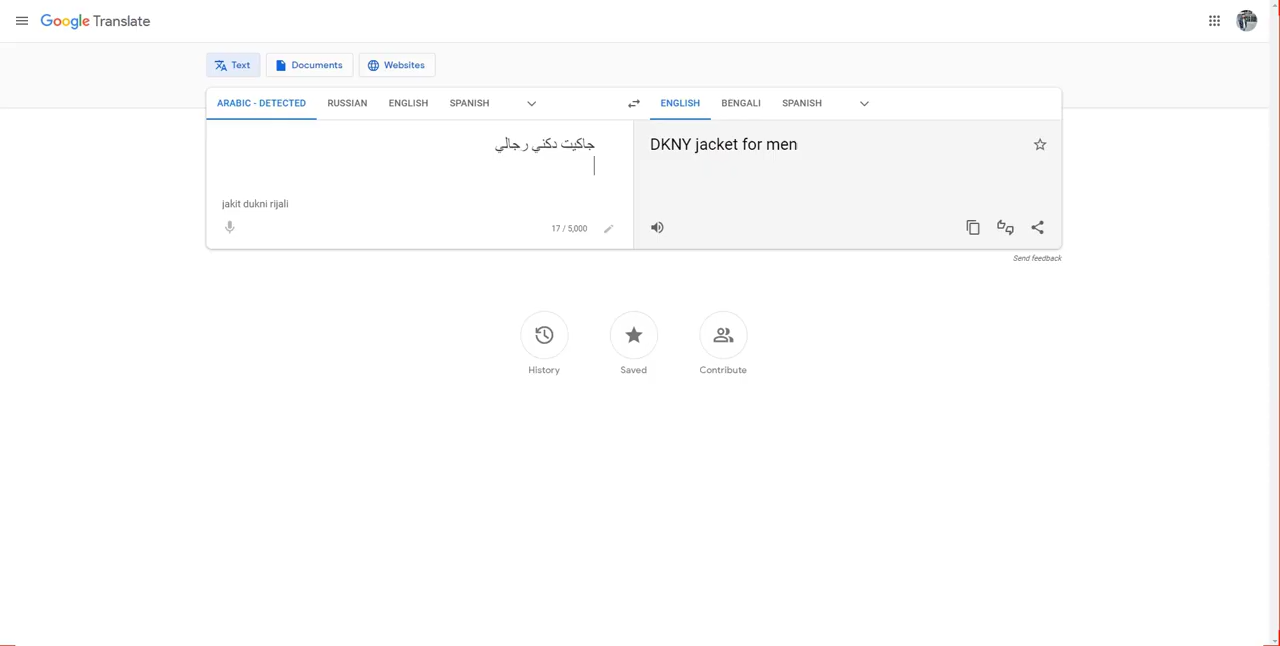 Google Translate
Text
Documents
Websites
ARABIC - DETECTED
RUSSIAN
ENGLISH
SPANISH
ENGLISH
BENGALI
SPANISH
جاكيت دكني رجالي
DKNY jacket for men
jakit dukni rijali
17 / 5,000
Send feedback
History
Saved
Contribute